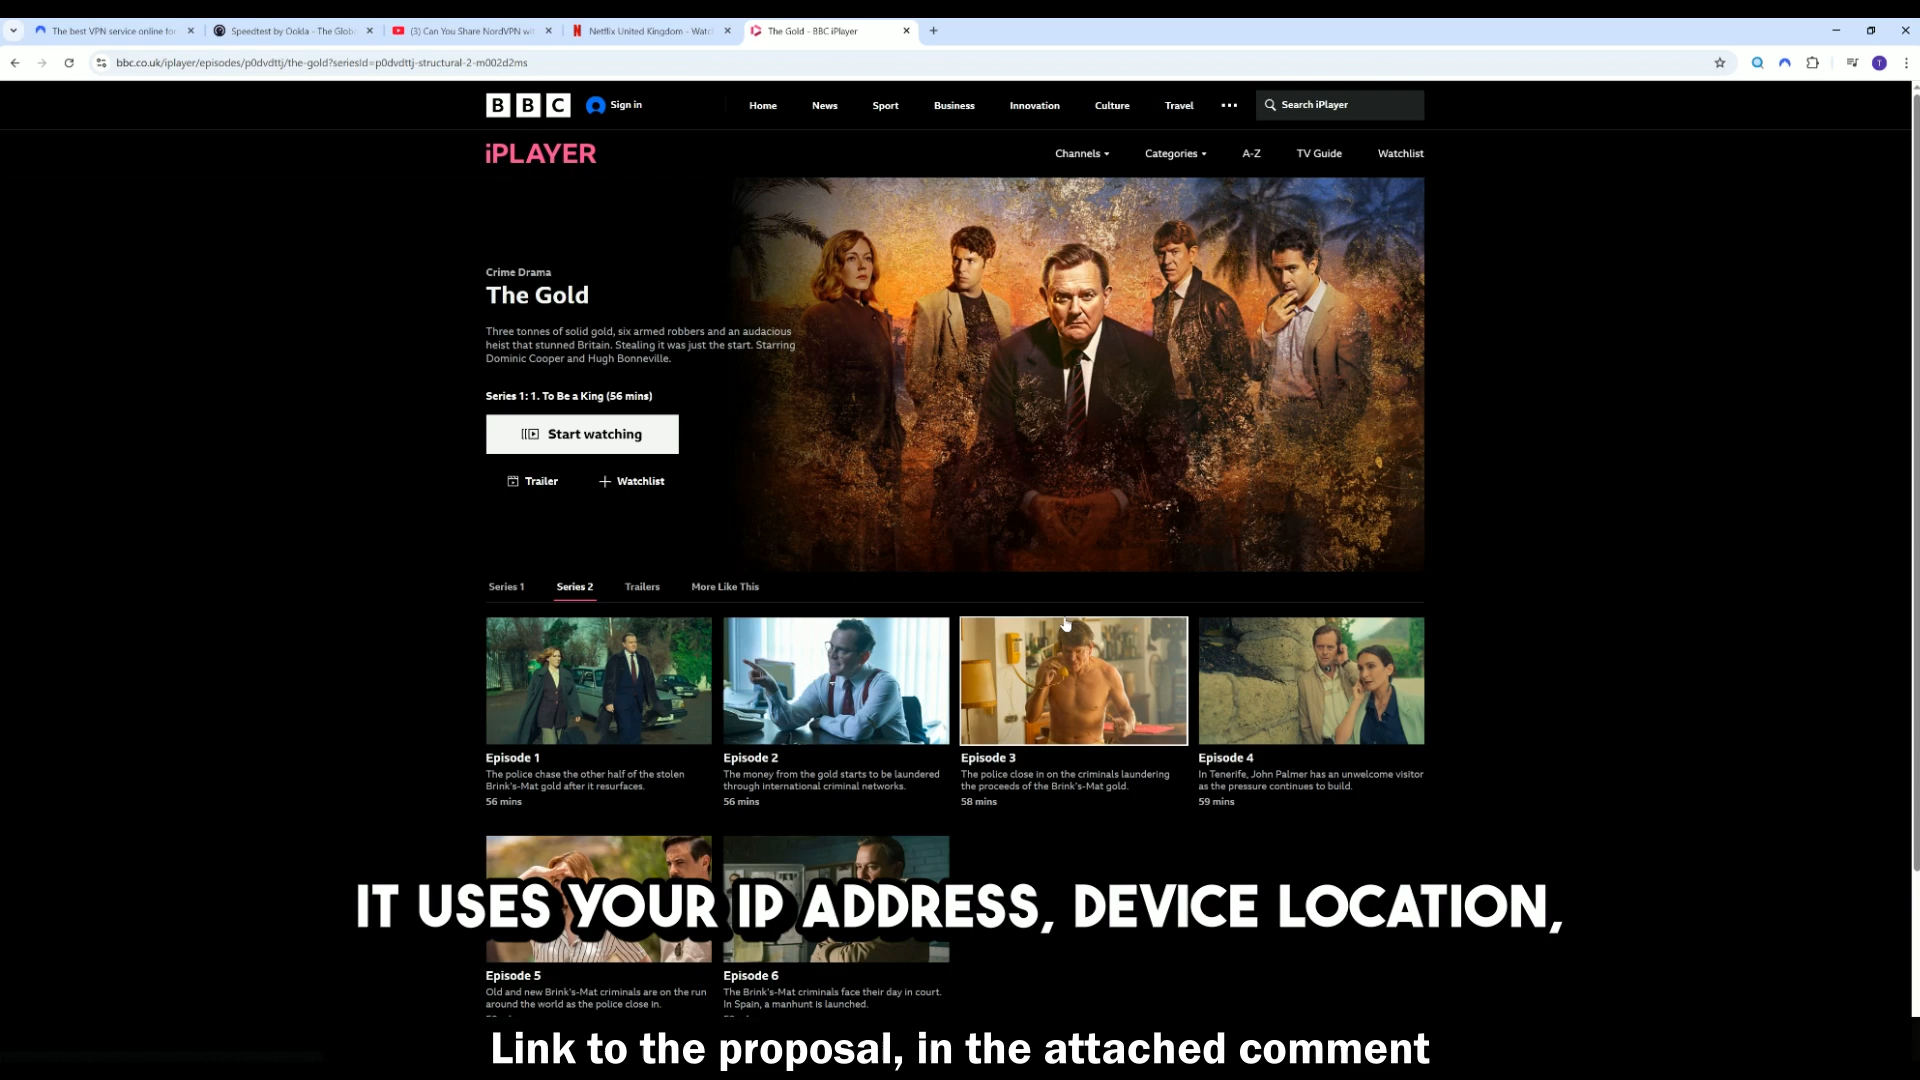 The best VPN service online for
Speedtest by Ookla - The Glob
(3) Can You Share NordVPN wit
Netflix United Kingdom - Watc
The Gold - BBC iPlayer
bbc.co.uk/iplayer/episodes/p0dvdttj/the-gold?seriesId=p0dvdttj-structural-2-m002d2ms
T
BBC
Sign in
Home
News
Sport
Business
Innovation
Culture
Travel
Search iPlayer
iPLAYER
Channels
Categories
A-Z
TV Guide
Watchlist
Crime Drama
The Gold
Three tonnes of solid gold, six armed robbers and an audacious
heist that stunned Britain. Stealing it was just the start. Starring
Dominic Cooper and Hugh Bonneville.
Series 1: 1. To Be a King (56 mins)
Start watching
Trailer
Watchlist
Series 1
Series 2
Trailers
More Like This
Episode 1
The police chase the other half of the stolen
Brink's-Mat gold after it resurfaces.
56 mins
Episode 2
The money from the gold starts to be laundered
through international criminal networks.
56 mins
Episode 3
The police close in on the criminals laundering
the proceeds of the Brink's-Mat gold.
58 mins
Episode 4
In Tenerife, John Palmer has an unwelcome visitor
as the pressure continues to build.
59 mins
IT USES YOUR IP ADDRESS, DEVICE LOCATION,
Episode 5
Old and new Brink's-Mat criminals are on the run
around the world as the police close in.
Episode 6
The Brink's-Mat criminals face their day in court.
In Spain, a manhunt is launched.
Link to the proposal, in the attached comment